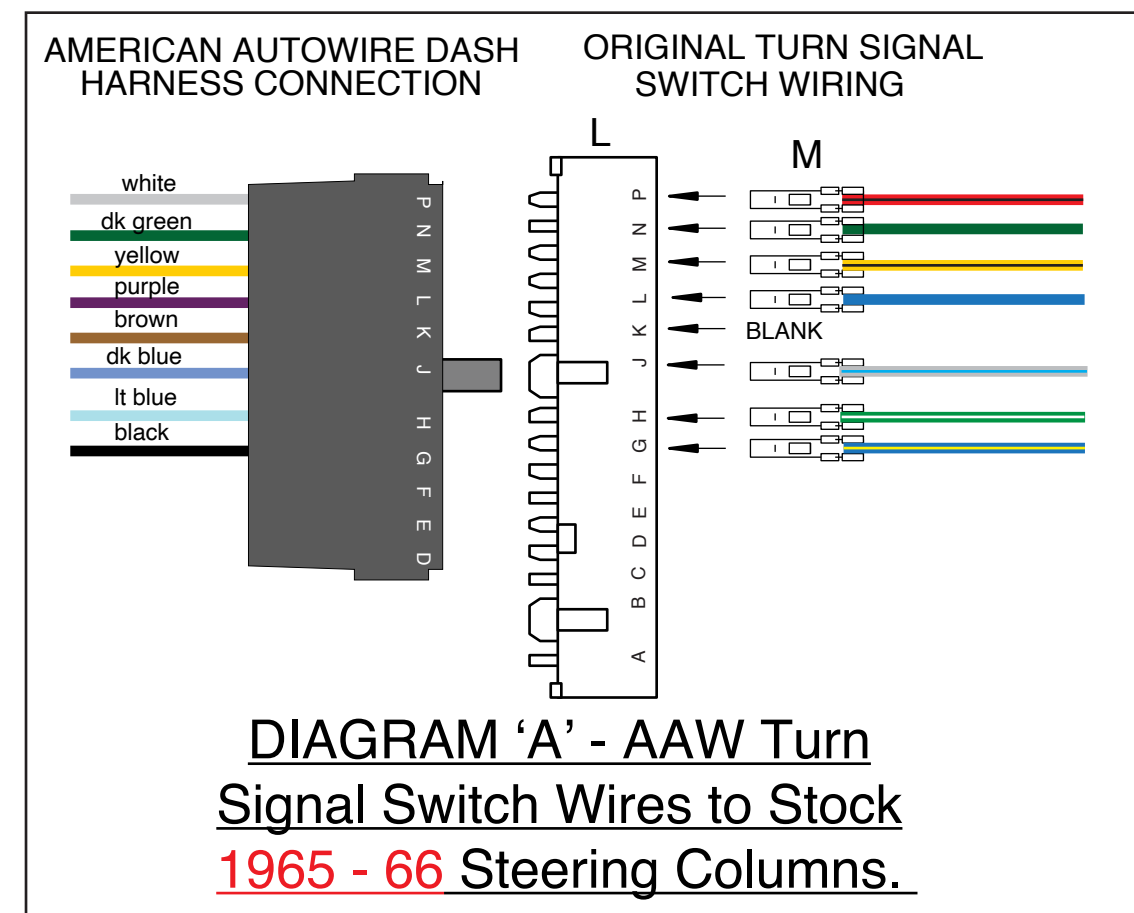 AMERICAN AUTOWIRE DASH
HARNESS CONNECTION
ORIGINAL TURN SIGNAL
SWITCH WIRING
L
M
white
dk green
yellow
purple
brown
dk blue
lt blue
black
P
N
M
L
K
J
H
G
F
E
D
P
N
M
L
K
J
H
G
F
E
D
C
B
A
BLANK
DIAGRAM ‘A’ - AAW Turn
Signal Switch Wires to Stock
1965 - 66 Steering Columns.